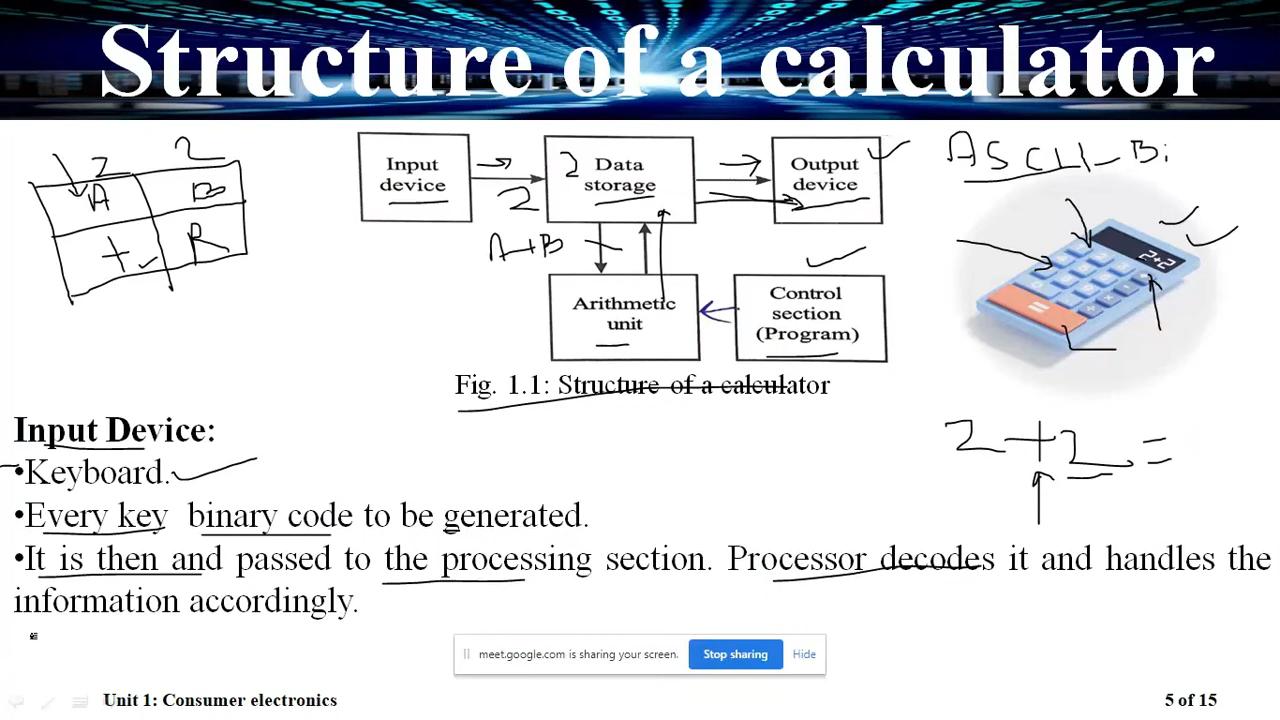 Structure of a calculator
2 2
A B
+ R
Input
device
2
2 Data
storage
Output
device
ASCII - Bi
A+B
Arithmetic
unit
Control
section
(Program)
2+2
=
Fig. 1.1: Structure of a calculator
Input Device:
•Keyboard.
2 + 2 =
•Every key binary code to be generated.
•It is then and passed to the processing section. Processor decodes it and handles the
information accordingly.
meet.google.com is sharing your screen. Stop sharing Hide
Unit 1: Consumer electronics
5 of 15